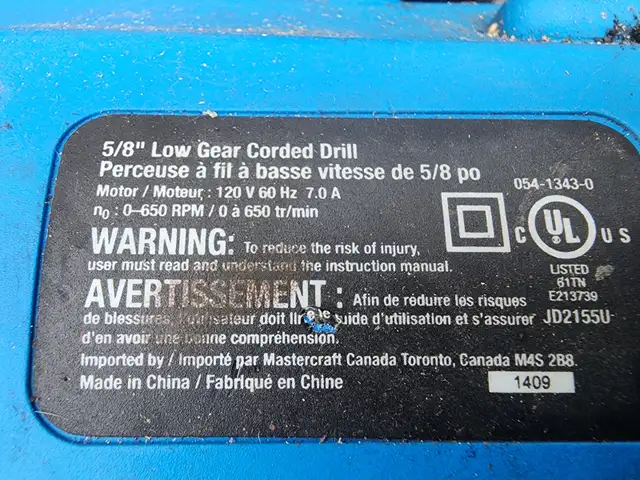 5/8" Low Gear Corded Drill
Perceuse à fil à basse vitesse de 5/8 po
Motor / Moteur : 120 V 60 Hz 7.0 A
n₀ : 0–650 RPM / 0 à 650 tr/min
054-1343-0
C UL US
LISTED
61TN
E213739
JD2155U
WARNING: To reduce the risk of injury,
user must read and understand the instruction manual.
AVERTISSEMENT : Afin de réduire les risques
de blessures, l'utilisateur doit lire guide d'utilisation et s'assurer
d'en avoir une bonne compréhension.
Imported by / Importé par Mastercraft Canada Toronto, Canada M4S 2B8.
Made in China / Fabriqué en Chine
1409